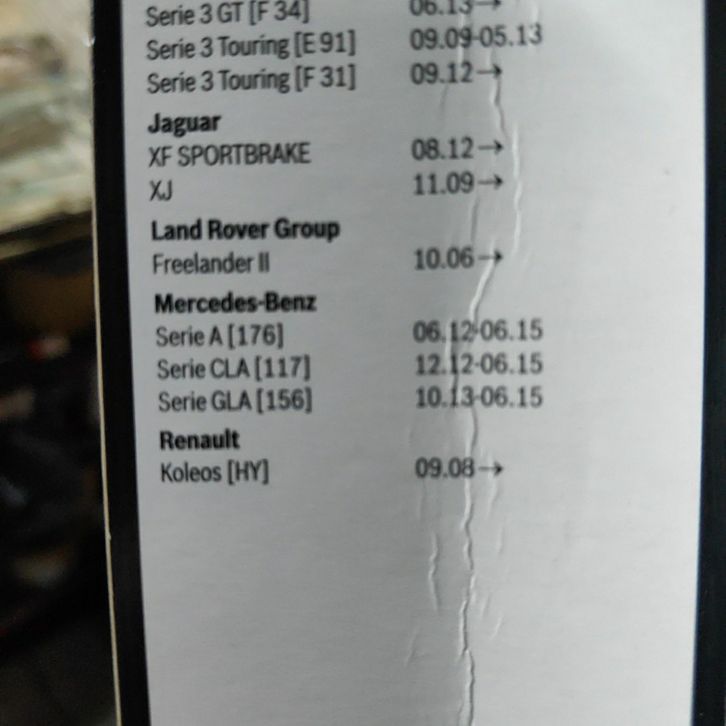 Serie 3 GT [F 34] 06.13→
Serie 3 Touring [E 91] 09.09-05.13
Serie 3 Touring [F 31] 09.12→
Jaguar
XF SPORTBRAKE 08.12→
XJ 11.09→
Land Rover Group
Freelander II 10.06→
Mercedes-Benz
Serie A [176] 06.12-06.15
Serie CLA [117] 12.12-06.15
Serie GLA [156] 10.13-06.15
Renault
Koleos [HY] 09.08→